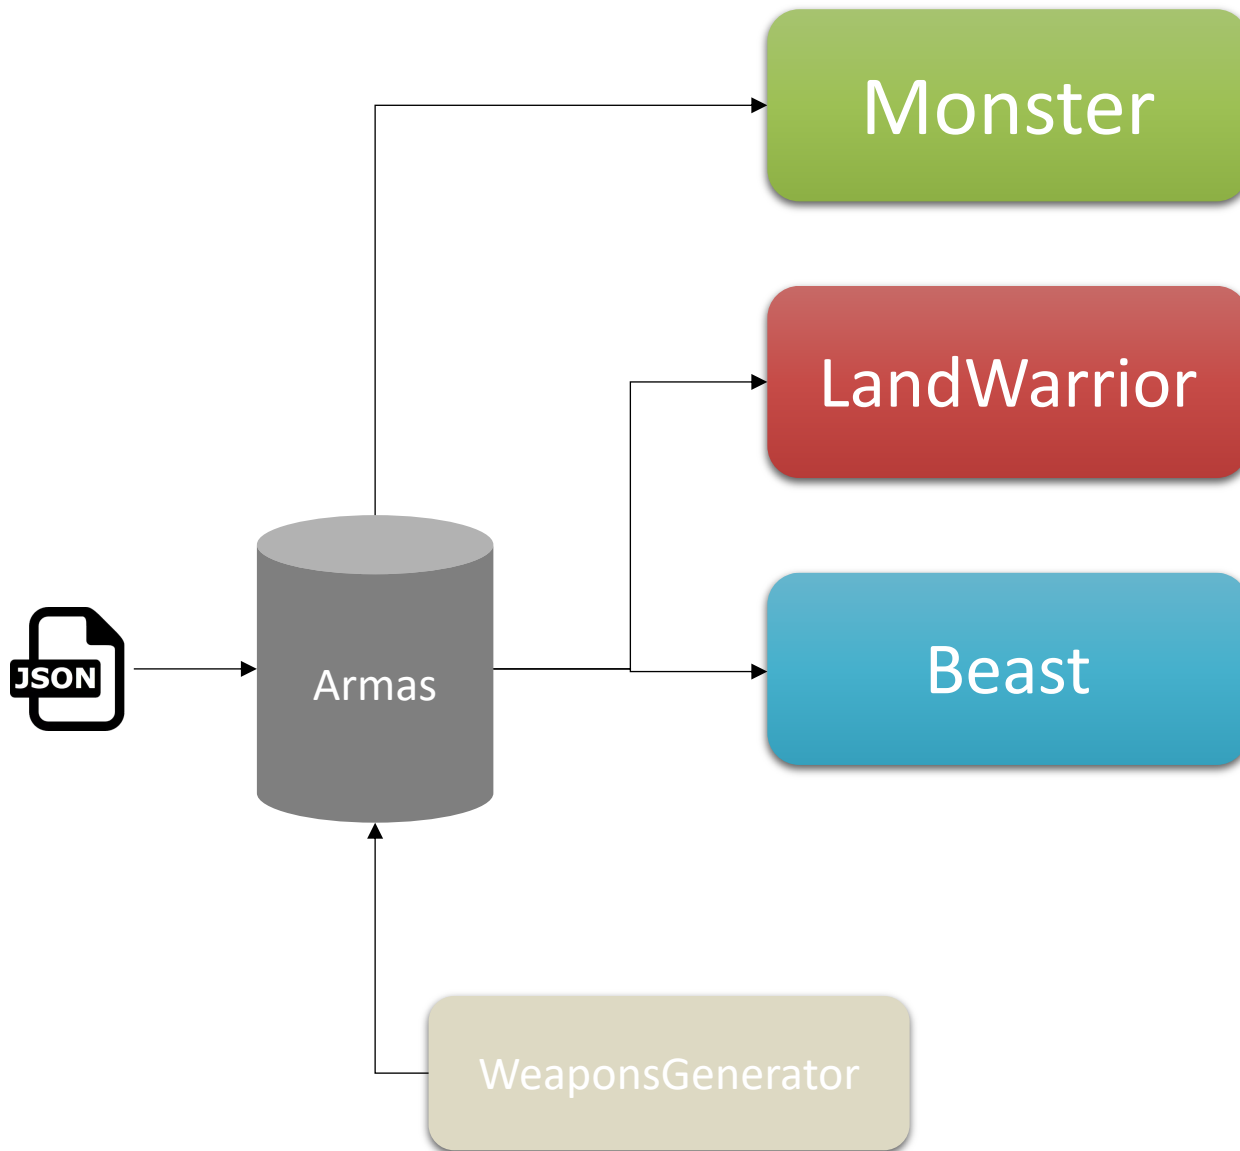 Monster
LandWarrior
JSON
Armas
Beast
WeaponsGenerator